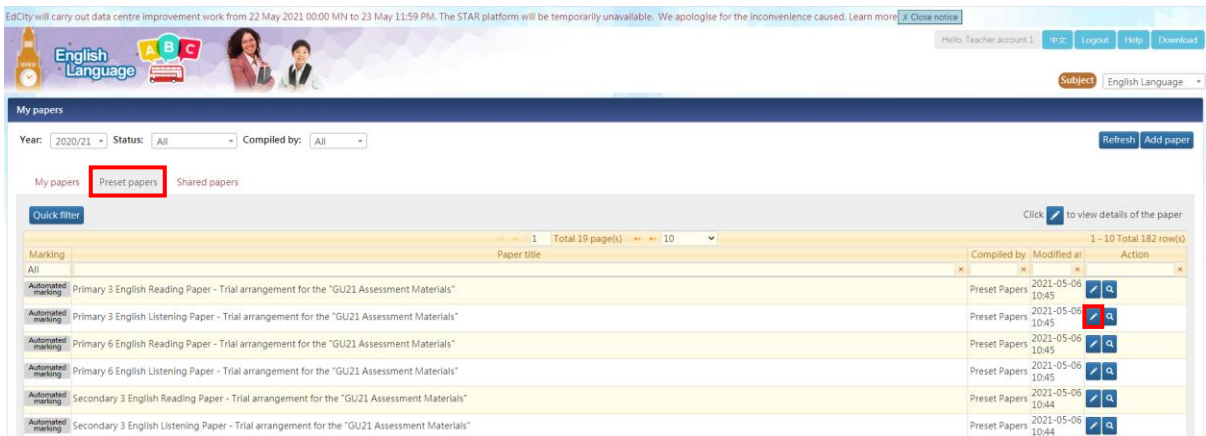 EdCity will carry out data centre improvement work from 22 May 2021 00:00 MN to 23 May 11:59 PM. The STAR platform will be temporarily unavailable. We apologise for the inconvenience caused. Learn more X Close notice
Hello, Teacher account 1 中文 Logout Help Download
English
Language
A B C
Subject English Language
My papers
Year: 2020/21 Status: All Compiled by: All Refresh Add paper
My papers Preset papers Shared papers
Quick filter Click to view details of the paper
1 Total 19 page(s) 10 1 - 10 Total 182 row(s)
Marking Paper title Compiled by Modified at Action
All
Automated marking Primary 3 English Reading Paper - Trial arrangement for the "GU21 Assessment Materials" Preset Papers 2021-05-06 10:45
Automated marking Primary 3 English Listening Paper - Trial arrangement for the "GU21 Assessment Materials" Preset Papers 2021-05-06 10:45
Automated marking Primary 6 English Reading Paper - Trial arrangement for the "GU21 Assessment Materials" Preset Papers 2021-05-06 10:45
Automated marking Primary 6 English Listening Paper - Trial arrangement for the "GU21 Assessment Materials" Preset Papers 2021-05-06 10:45
Automated marking Secondary 3 English Reading Paper - Trial arrangement for the "GU21 Assessment Materials" Preset Papers 2021-05-06 10:44
Automated marking Secondary 3 English Listening Paper - Trial arrangement for the "GU21 Assessment Materials" Preset Papers 2021-05-06 10:44